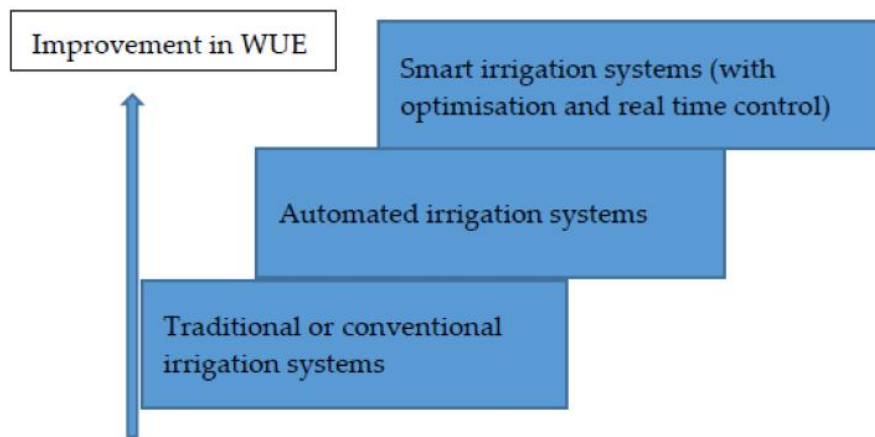 Improvement in WUE
Smart irrigation systems (with
optimisation and real time control)
Automated irrigation systems
Traditional or conventional
irrigation systems